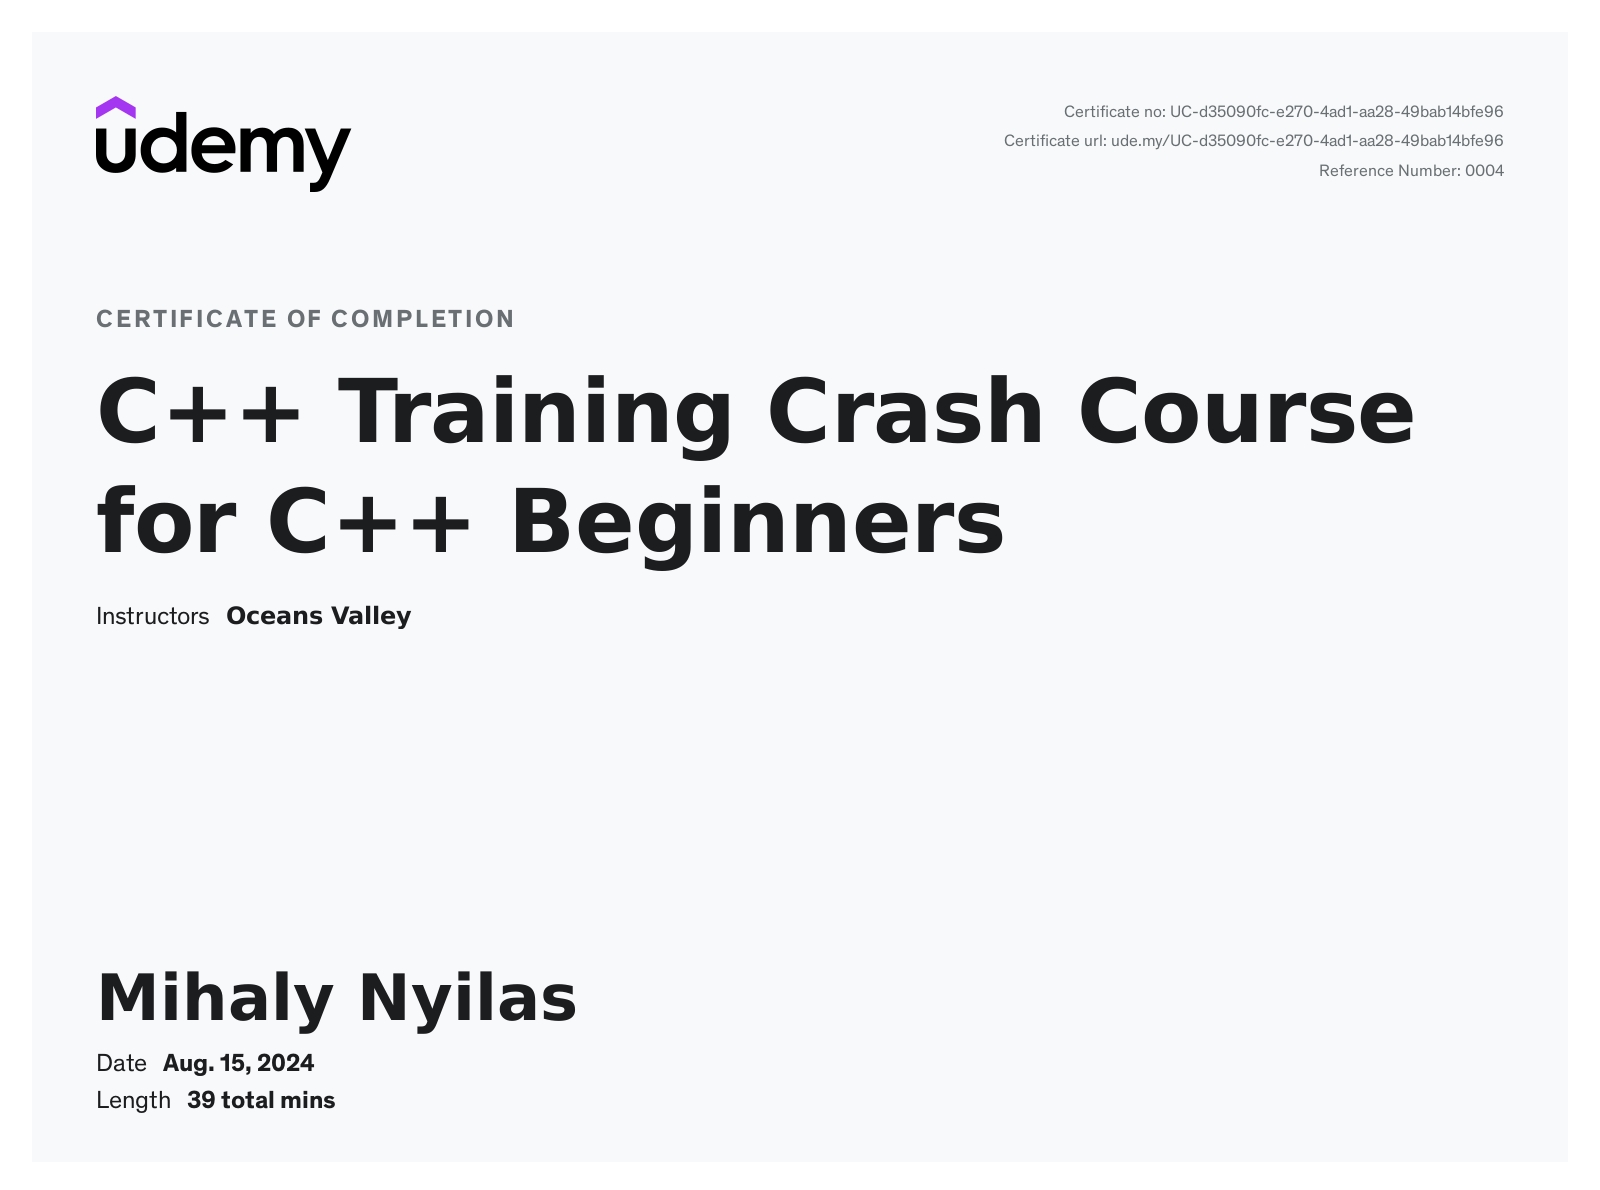 udemy
Certificate no: UC-d35090fc-e270-4ad1-aa28-49bab14bfe96
Certificate url: ude.my/UC-d35090fc-e270-4ad1-aa28-49bab14bfe96
Reference Number: 0004
CERTIFICATE OF COMPLETION
C++ Training Crash Course
for C++ Beginners
Instructors Oceans Valley
Mihaly Nyilas
Date Aug. 15, 2024
Length 39 total mins